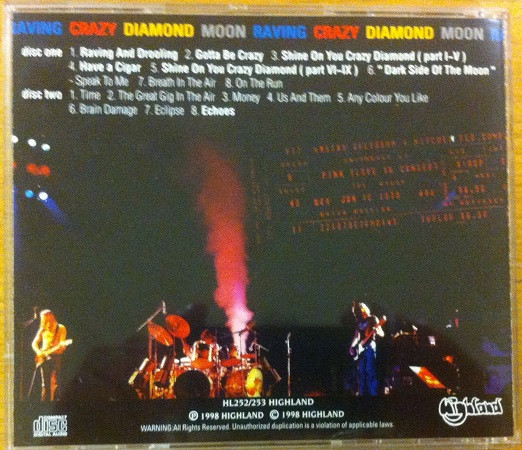 RAVING CRAZY DIAMOND MOON RAVING CRAZY DIAMOND MOON
disc one 1. Raving And Drooling 2. Gotta Be Crazy 3. Shine On You Crazy Diamond ( part I-V )
4. Have a Cigar 5. Shine On You Crazy Diamond ( part VI-IX ) 6. " Dark Side Of The Moon "
- Speak To Me 7. Breath In The Air 8. On The Run
disc two 1. Time 2. The Great Gig In The Air 3. Money 4. Us And Them 5. Any Colour You Like
6. Brain Damage 7. Eclipse 8. Echoes
PINK FLOYD IN CONCERT
HL252/253 HIGHLAND
℗ 1998 HIGHLAND © 1998 HIGHLAND
WARNING:All Rights Reserved. Unauthorized duplication is a violation of applicable laws.
COMPACT
disc
DIGITAL AUDIO
Highland